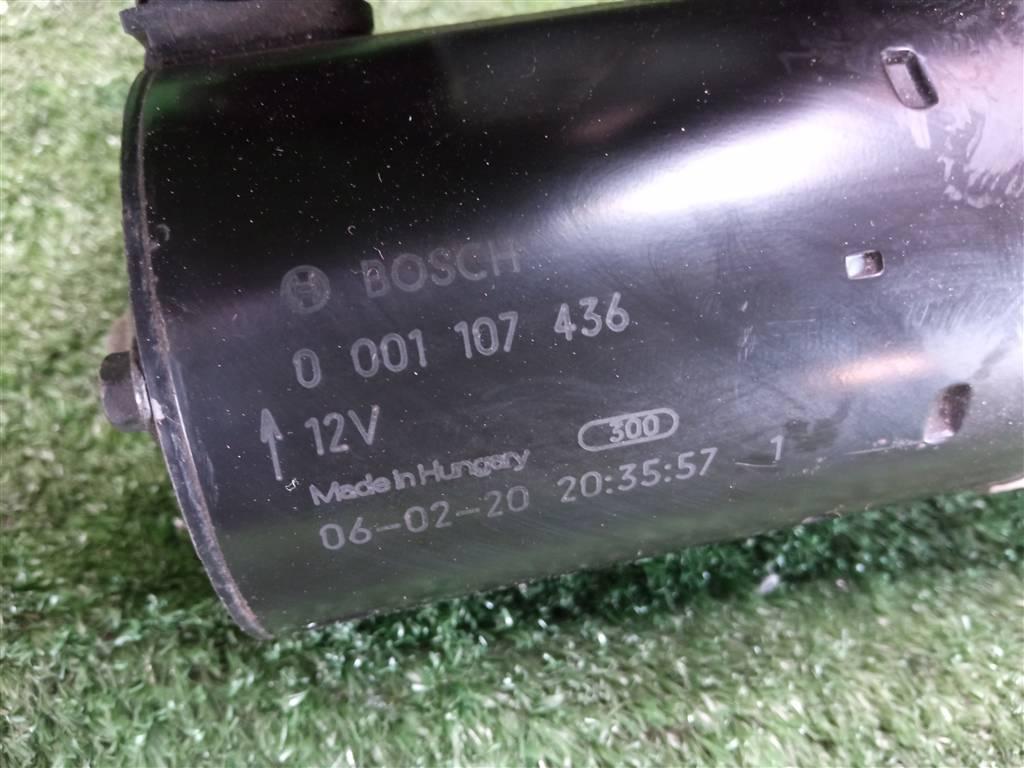 BOSCH
0 001 107 436
12V
Made in Hungary 300
06-02-20 20:35:57 1